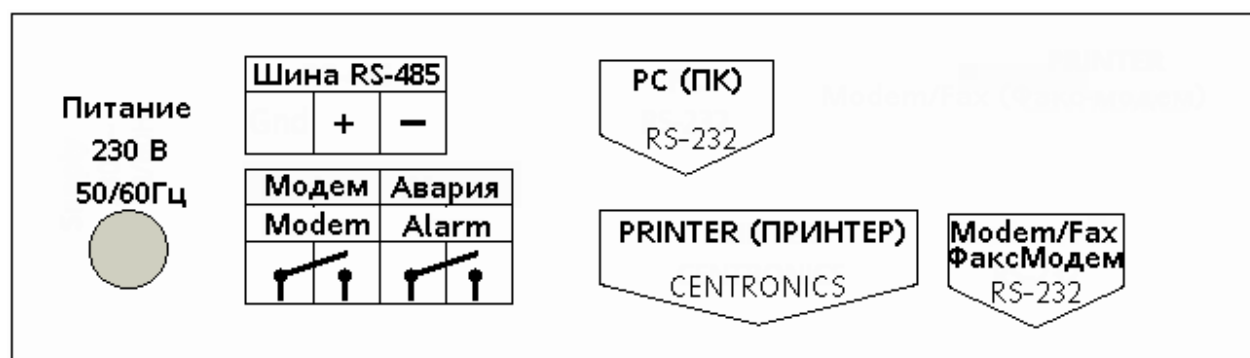 Питание
230 В
50/60Гц
Шина RS-485
Gnd + −
Модем Авария
Modem Alarm
PC (ПК)
RS-232
PRINTER (ПРИНТЕР)
CENTRONICS
Modem/Fax
ФаксМодем
RS-232